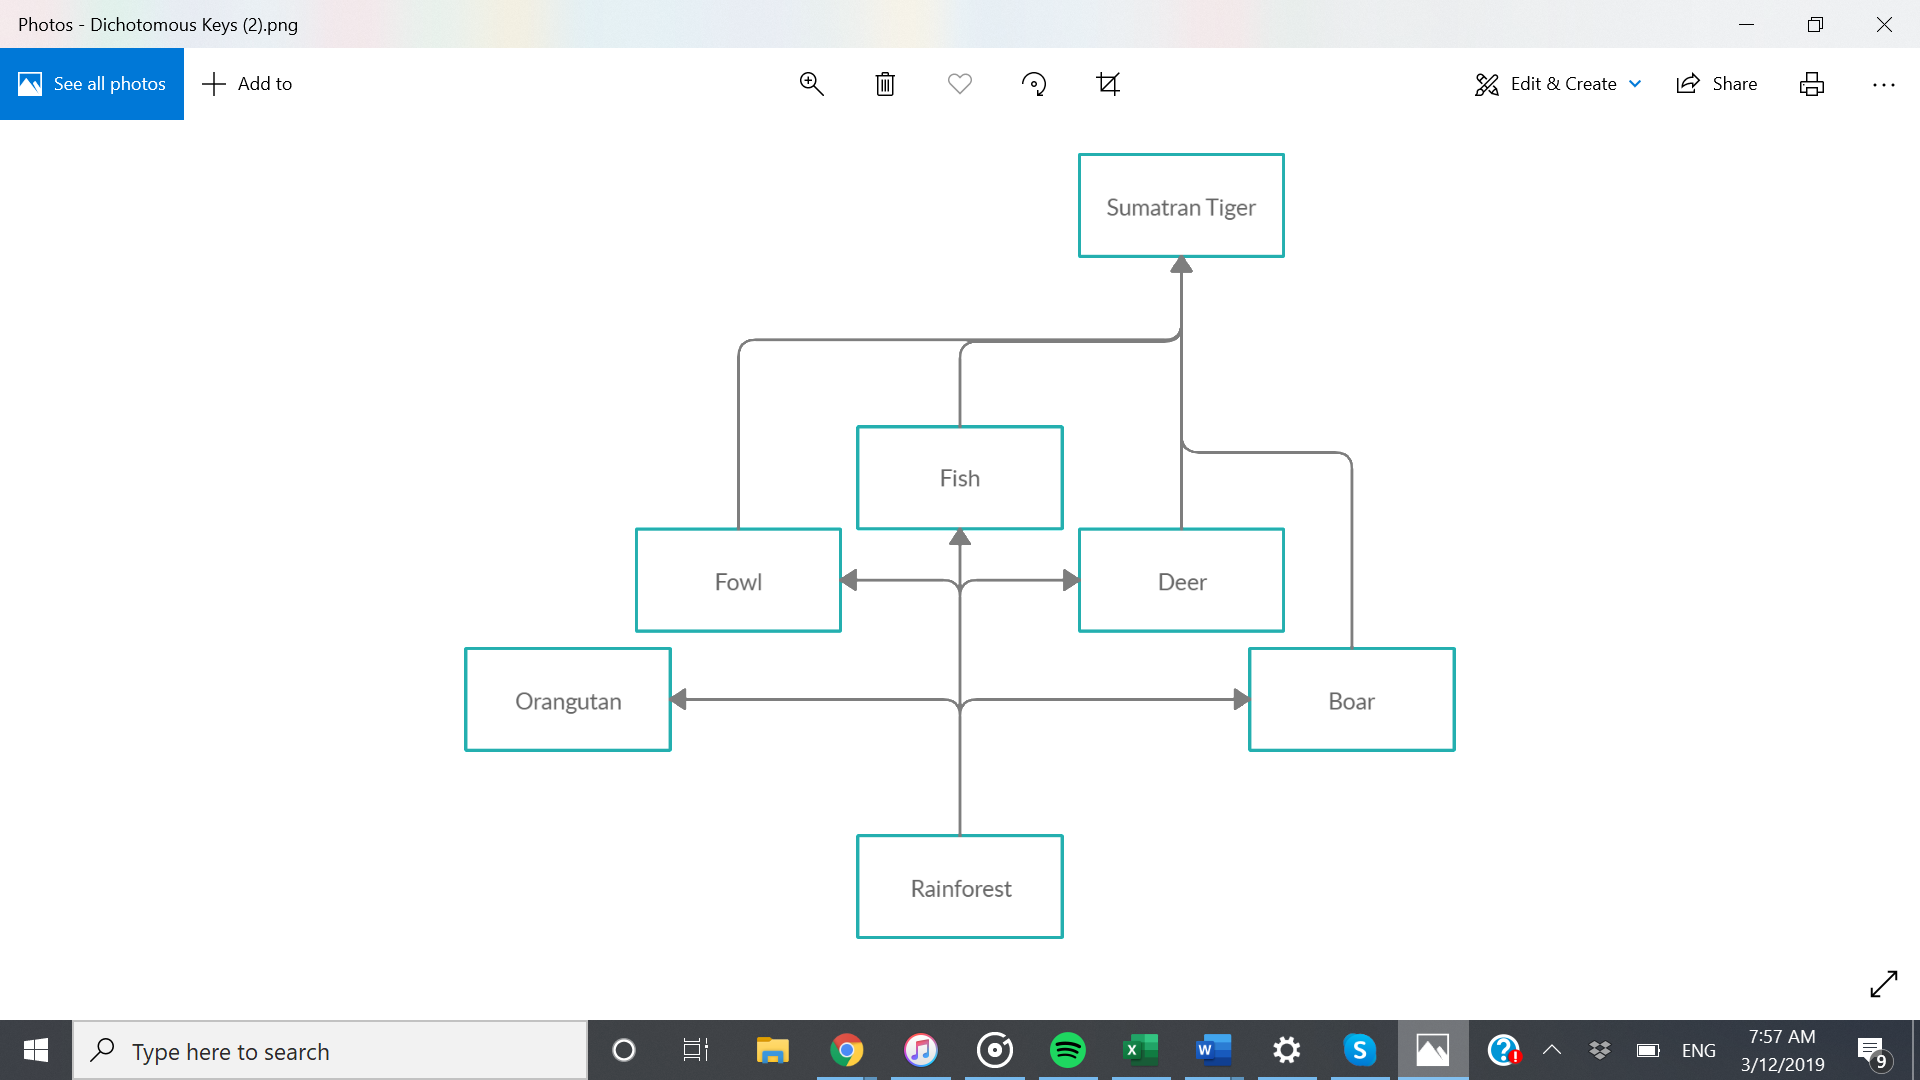 Photos - Dichotomous Keys (2).png
See all photos
Add to
Edit & Create
Share
Sumatran Tiger
Fish
Fowl
Deer
Orangutan
Boar
Rainforest
Type here to search
X
W
S
?
!
ENG
7:57 AM
3/12/2019
9